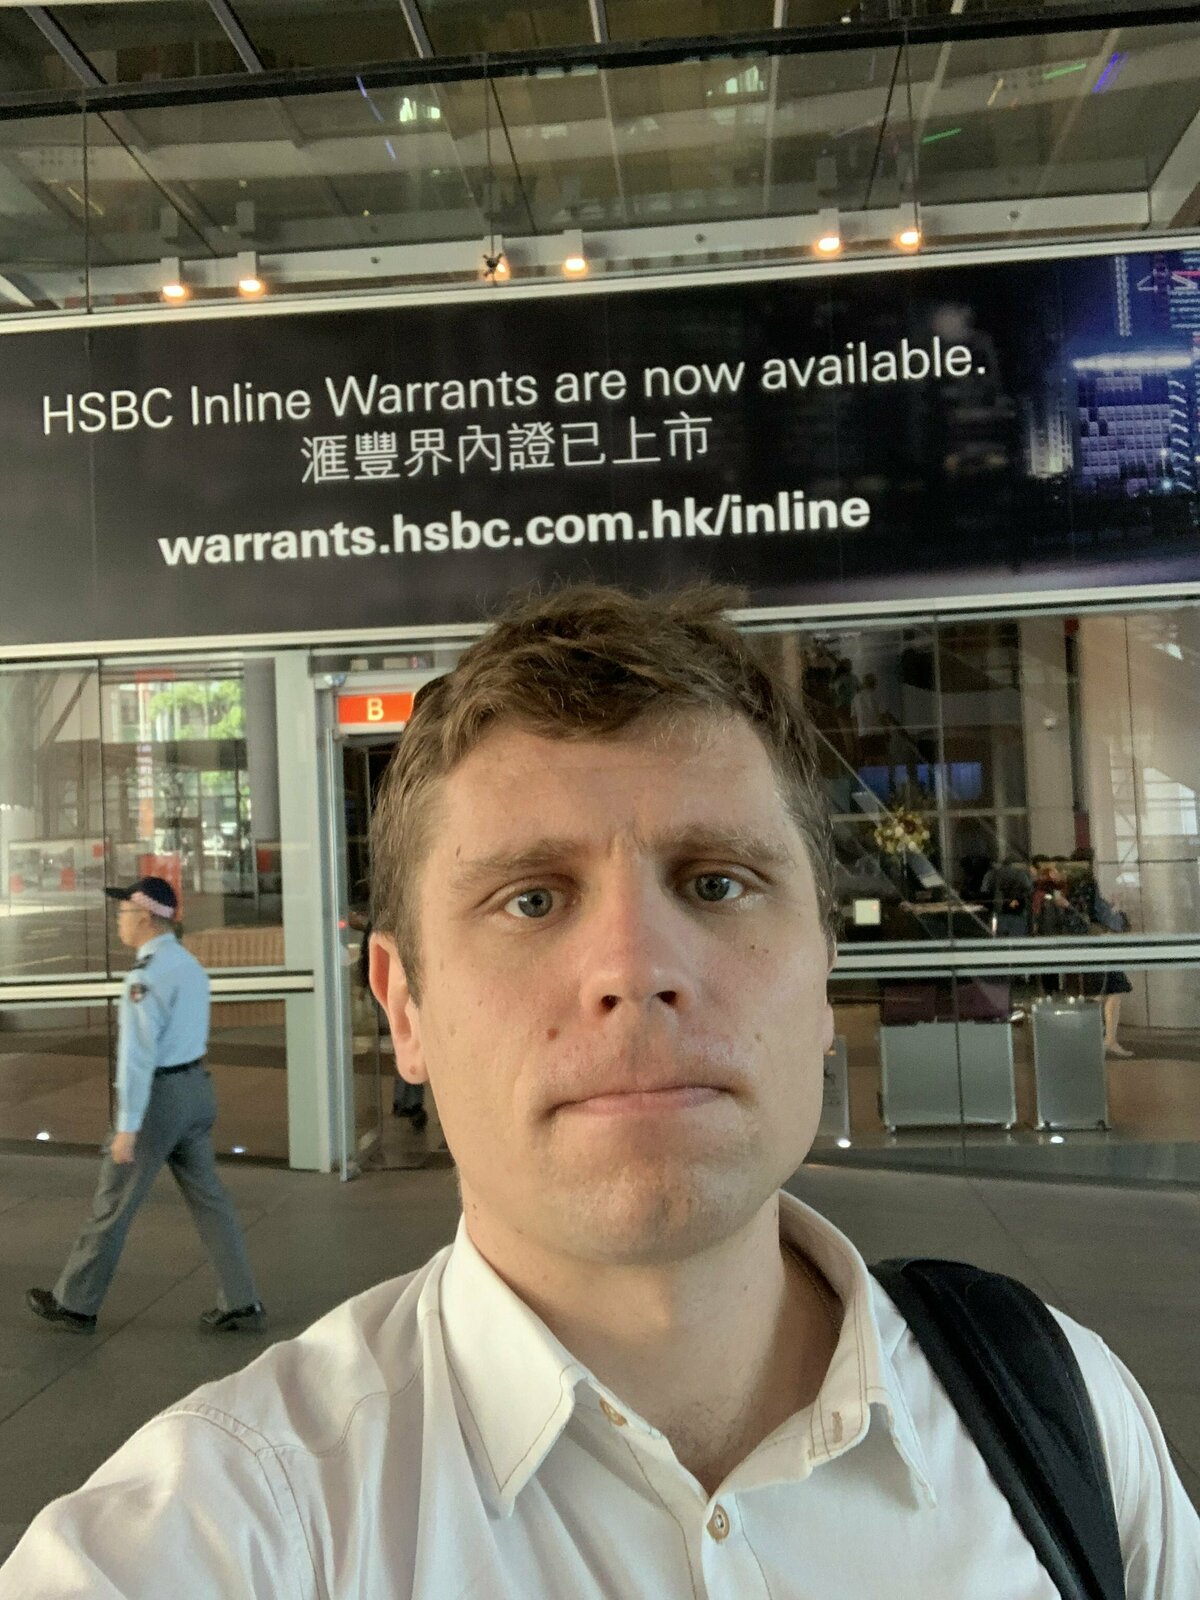 HSBC Inline Warrants are now available.
滙豐界內證已上市
warrants.hsbc.com.hk/inline
B